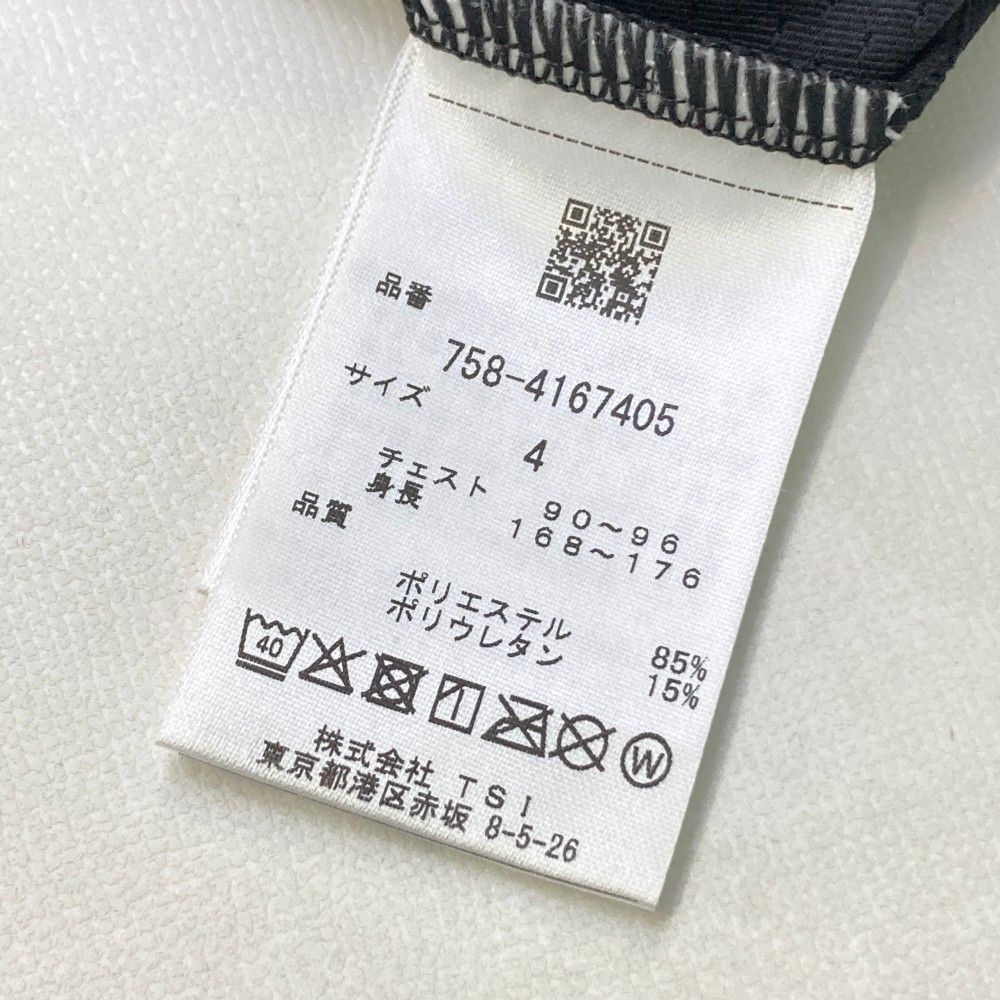 品番
758-4167405
サイズ
4
チェスト 90~96
身長 168~176
品質
ポリエステル 85%
ポリウレタン 15%
40
W
株式会社 TSI
東京都港区赤坂 8-5-26